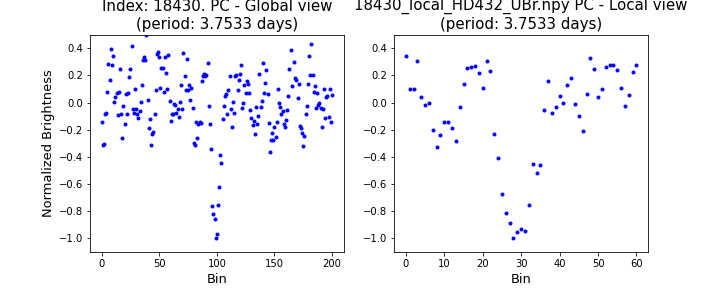 Index: 18430. PC - Global view
(period: 3.7533 days)
18430_local_HD432_UBr.npy PC - Local view
(period: 3.7533 days)
Normalized Brightness
0.4
0.2
0.0
−0.2
−0.4
−0.6
−0.8
−1.0
0 50 100 150 200
Bin
0.4
0.2
0.0
−0.2
−0.4
−0.6
−0.8
−1.0
0 10 20 30 40 50 60
Bin